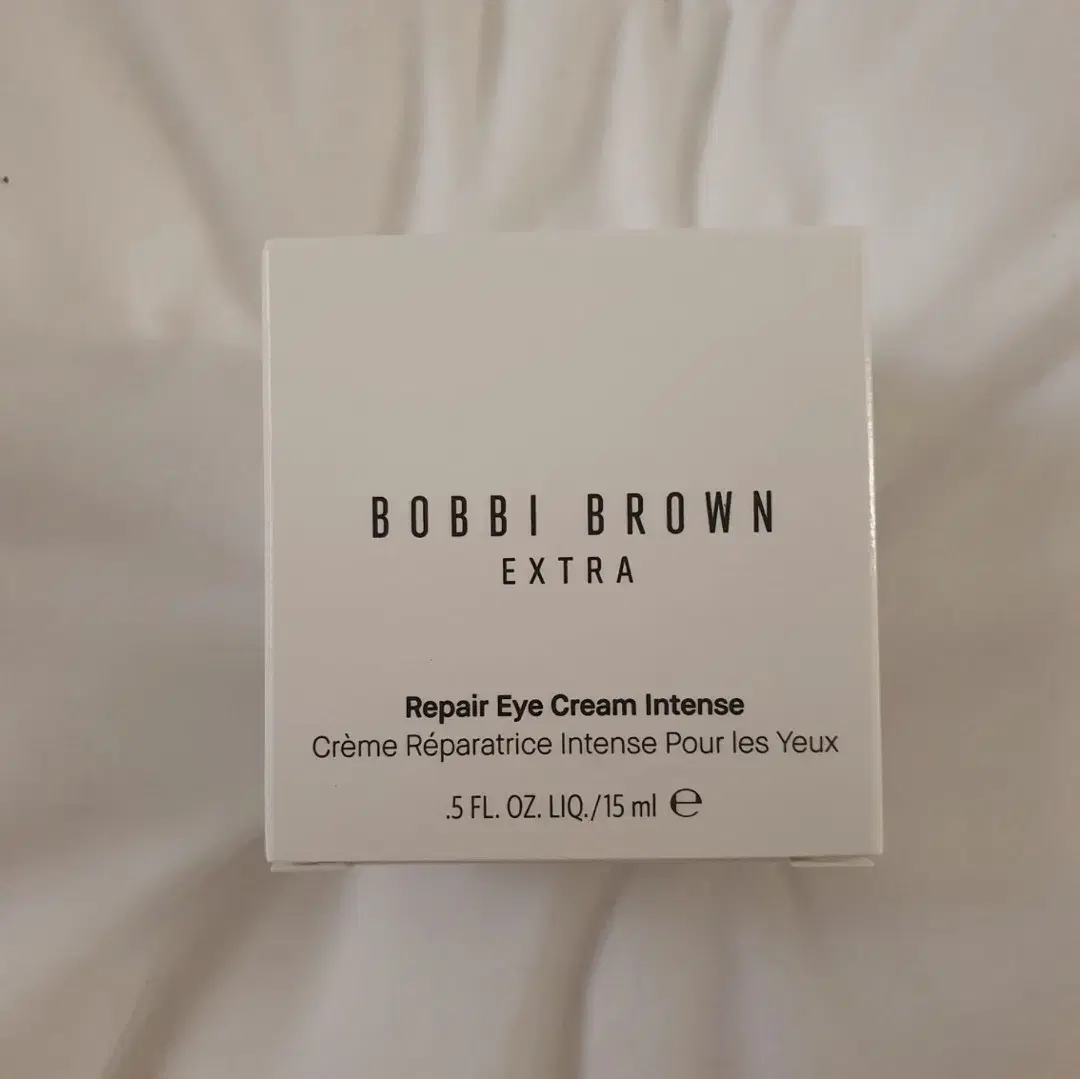 BOBBI BROWN
EXTRA
Repair Eye Cream Intense
Crème Réparatrice Intense Pour les Yeux
.5 FL. OZ. LIQ./15 ml ℮